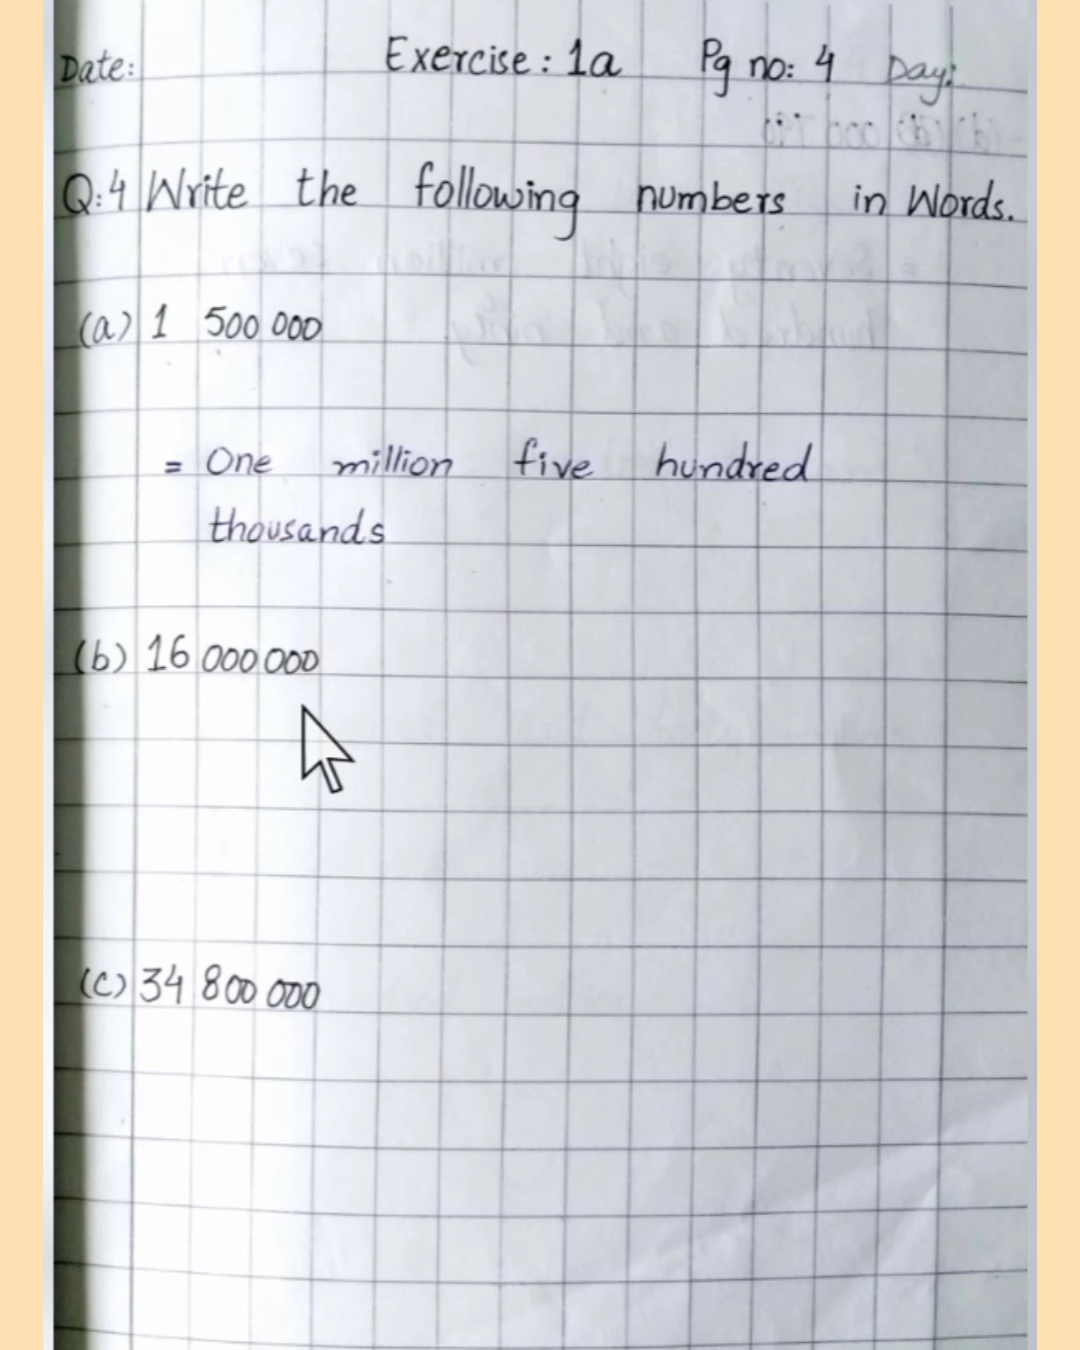 Date: Exercise: 1a Pg no: 4 Day:
Q:4 Write the following numbers in Words.
(a) 1 500 000
= One million five hundred
thousands
(b) 16 000 000
(c) 34 800 000